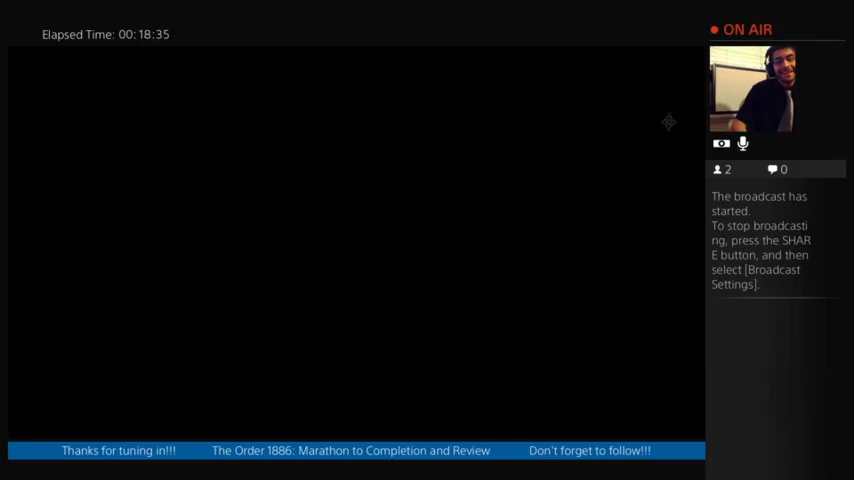 Elapsed Time: 00:18:35
ON AIR
2 0
The broadcast has
started.
To stop broadcasti
ng, press the SHAR
E button, and then
select [Broadcast
Settings].
Thanks for tuning in!!! The Order 1886: Marathon to Completion and Review Don't forget to follow!!!